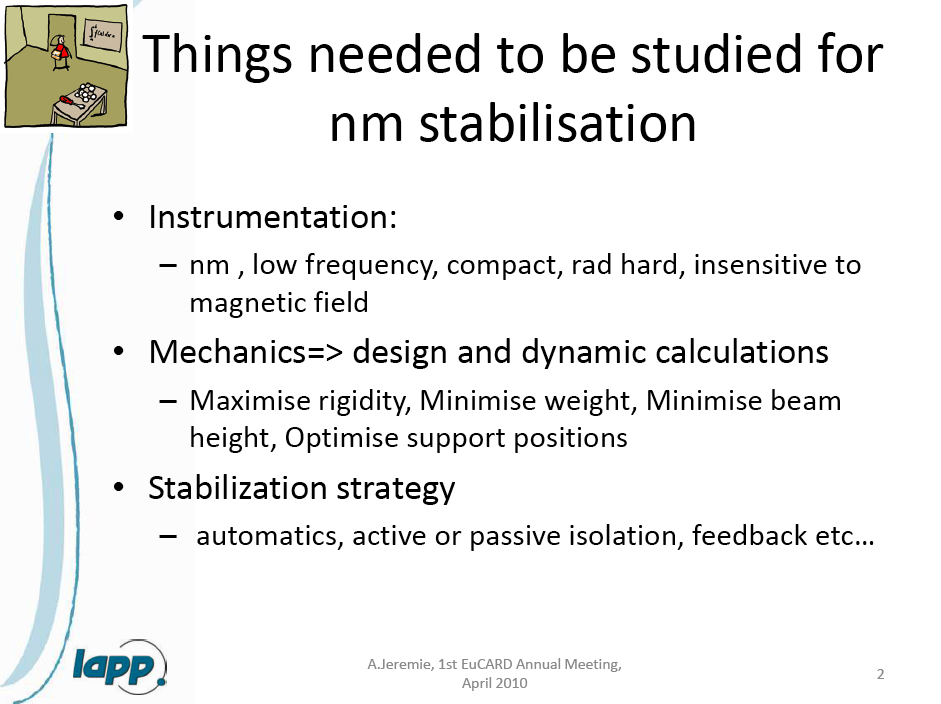 Things needed to be studied for
nm stabilisation
• Instrumentation:
– nm , low frequency, compact, rad hard, insensitive to
magnetic field
• Mechanics=> design and dynamic calculations
– Maximise rigidity, Minimise weight, Minimise beam
height, Optimise support positions
• Stabilization strategy
– automatics, active or passive isolation, feedback etc…
lapp
A.Jeremie, 1st EuCARD Annual Meeting,
April 2010
2